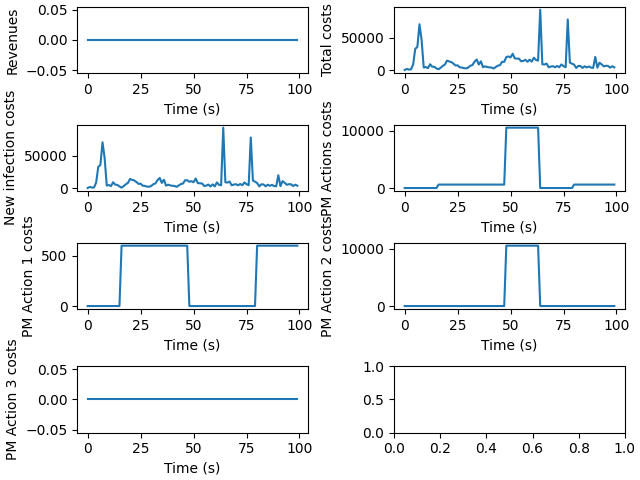 Revenues
0.05
0.00
−0.05
0 25 50 75 100
Time (s)
Total costs
50000
0
0 25 50 75 100
Time (s)
New infection costs
50000
0
0 25 50 75 100
Time (s)
PM Actions costs
10000
0
0 25 50 75 100
Time (s)
PM Action 1 costs
500
0
0 25 50 75 100
Time (s)
PM Action 2 costs
10000
0
0 25 50 75 100
Time (s)
PM Action 3 costs
0.05
0.00
−0.05
0 25 50 75 100
Time (s)
1.0
0.5
0.0
0.0 0.2 0.4 0.6 0.8 1.0